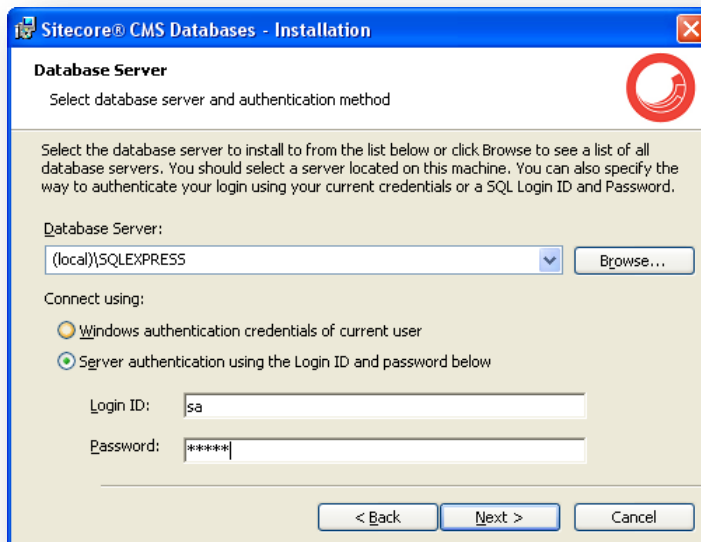 Sitecore® CMS Databases - Installation
Database Server
Select database server and authentication method
Select the database server to install to from the list below or click Browse to see a list of all
database servers. You should select a server located on this machine. You can also specify the
way to authenticate your login using your current credentials or a SQL Login ID and Password.
Database Server:
(local)\SQLEXPRESS
Browse...
Connect using:
Windows authentication credentials of current user
Server authentication using the Login ID and password below
Login ID: sa
Password: *****
< Back Next > Cancel